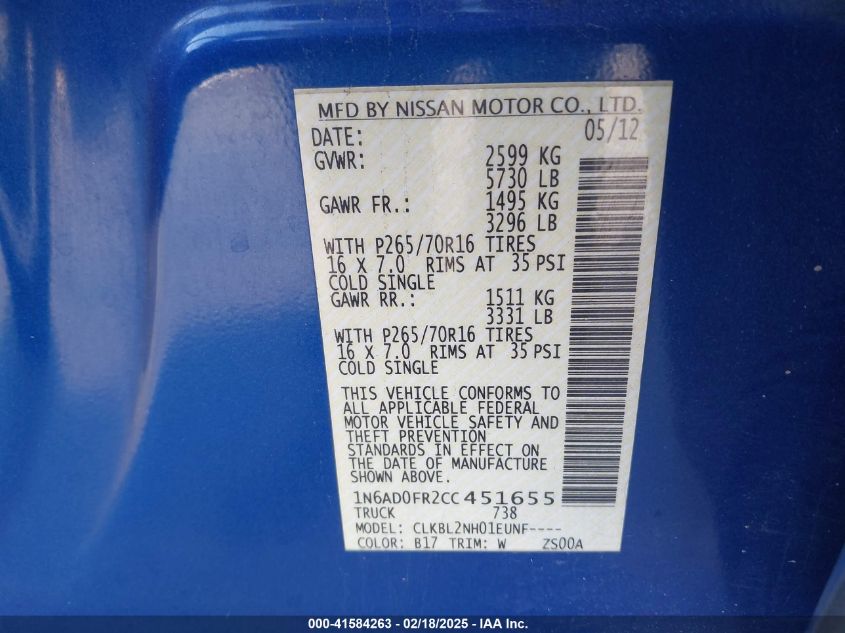 MFD BY NISSAN MOTOR CO., LTD.
DATE: 05/12
GVWR: 2599 KG
5730 LB
GAWR FR.: 1495 KG
3296 LB
WITH P265/70R16 TIRES
16 X 7.0 RIMS AT 35 PSI
COLD SINGLE
GAWR RR.: 1511 KG
3331 LB
WITH P265/70R16 TIRES
16 X 7.0 RIMS AT 35 PSI
COLD SINGLE
THIS VEHICLE CONFORMS TO
ALL APPLICABLE FEDERAL
MOTOR VEHICLE SAFETY AND
THEFT PREVENTION
STANDARDS IN EFFECT ON
THE DATE OF MANUFACTURE
SHOWN ABOVE.
1N6AD0FR2CC451655
TRUCK 738
MODEL: CLKBL2NH01EUNF----
COLOR: B17 TRIM: W ZS00A
000-41584263 - 02/18/2025 - IAA Inc.